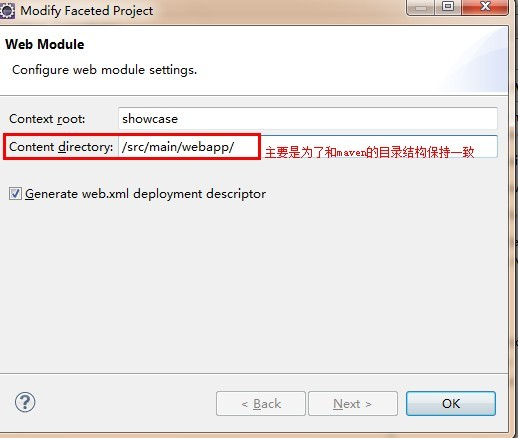 Modify Faceted Project
Web Module
Configure web module settings.
Context root: showcase
Content directory: /src/main/webapp/ 主要是为了和maven的目录结构保持一致
Generate web.xml deployment descriptor
?
< Back Next > OK